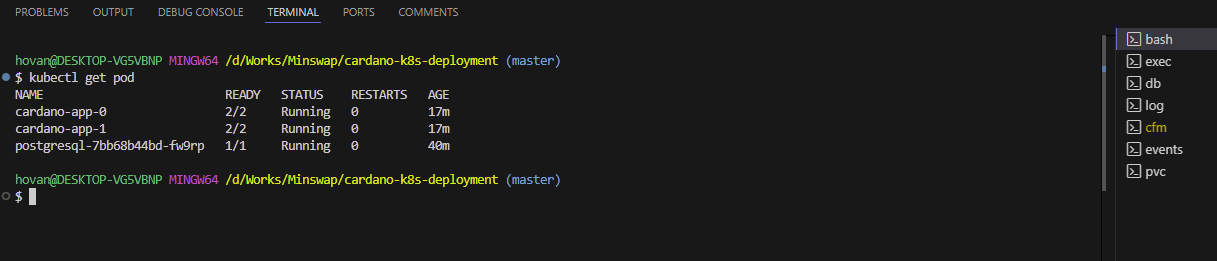 PROBLEMS OUTPUT DEBUG CONSOLE TERMINAL PORTS COMMENTS
hovan@DESKTOP-VG5VBNP MINGW64 /d/Works/Minswap/cardano-k8s-deployment (master)
$ kubectl get pod
NAME READY STATUS RESTARTS AGE
cardano-app-0 2/2 Running 0 17m
cardano-app-1 2/2 Running 0 17m
postgresql-7bb68b44bd-fw9rp 1/1 Running 0 40m
hovan@DESKTOP-VG5VBNP MINGW64 /d/Works/Minswap/cardano-k8s-deployment (master)
$
bash
exec
db
log
cfm
events
pvc